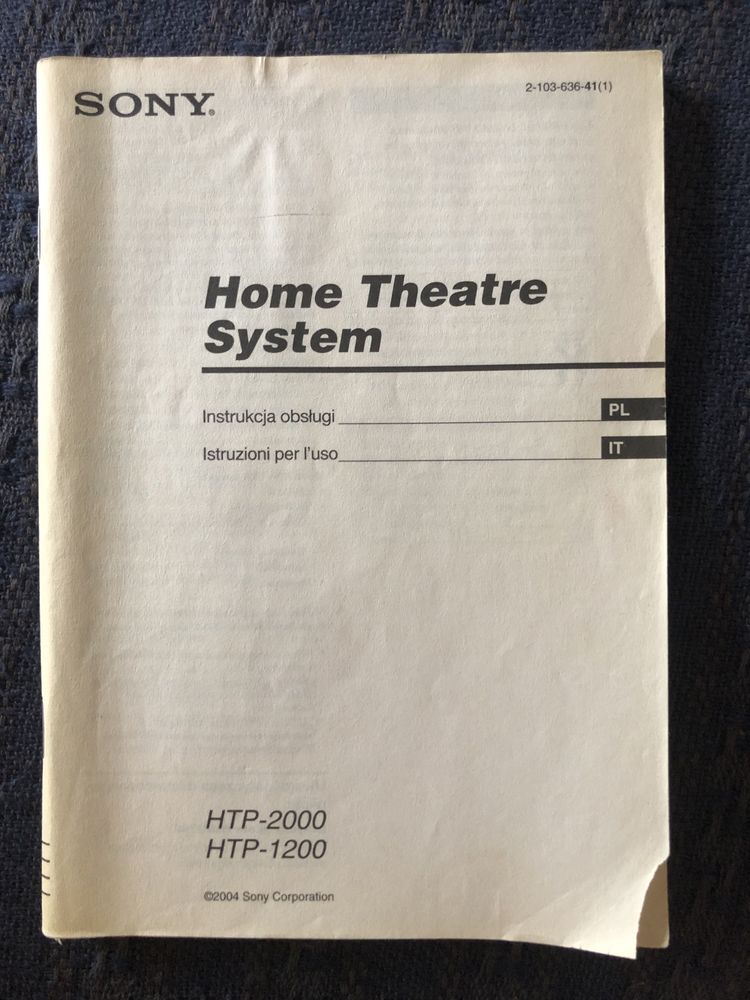 SONY®
2-103-636-41(1)
Home Theatre
System
Instrukcja obsługi PL
Istruzioni per l'uso IT
HTP-2000
HTP-1200
©2004 Sony Corporation